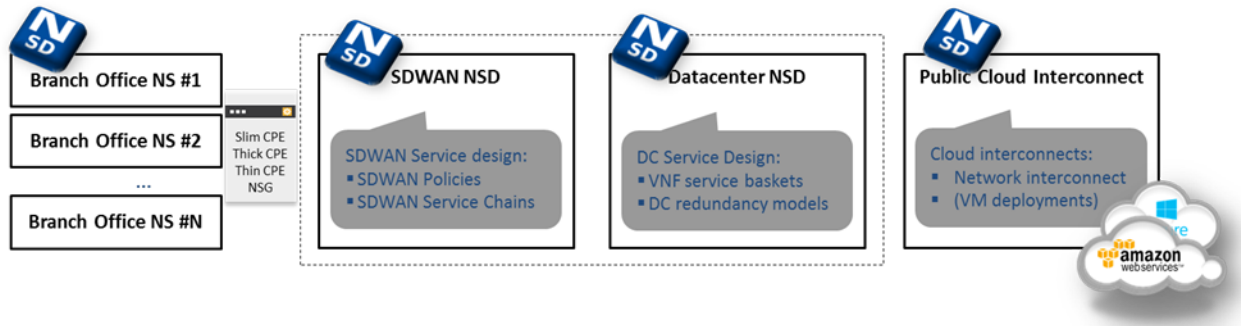 N
SD
Branch Office NS #1
Branch Office NS #2
...
Branch Office NS #N
Slim CPE
Thick CPE
Thin CPE
NSG
N
SD
SDWAN NSD
SDWAN Service design:
▪ SDWAN Policies
▪ SDWAN Service Chains
N
SD
Datacenter NSD
DC Service Design:
▪ VNF service baskets
▪ DC redundancy models
N
SD
Public Cloud Interconnect
Cloud interconnects:
▪ Network interconnect
▪ (VM deployments)
amazon
webservices™